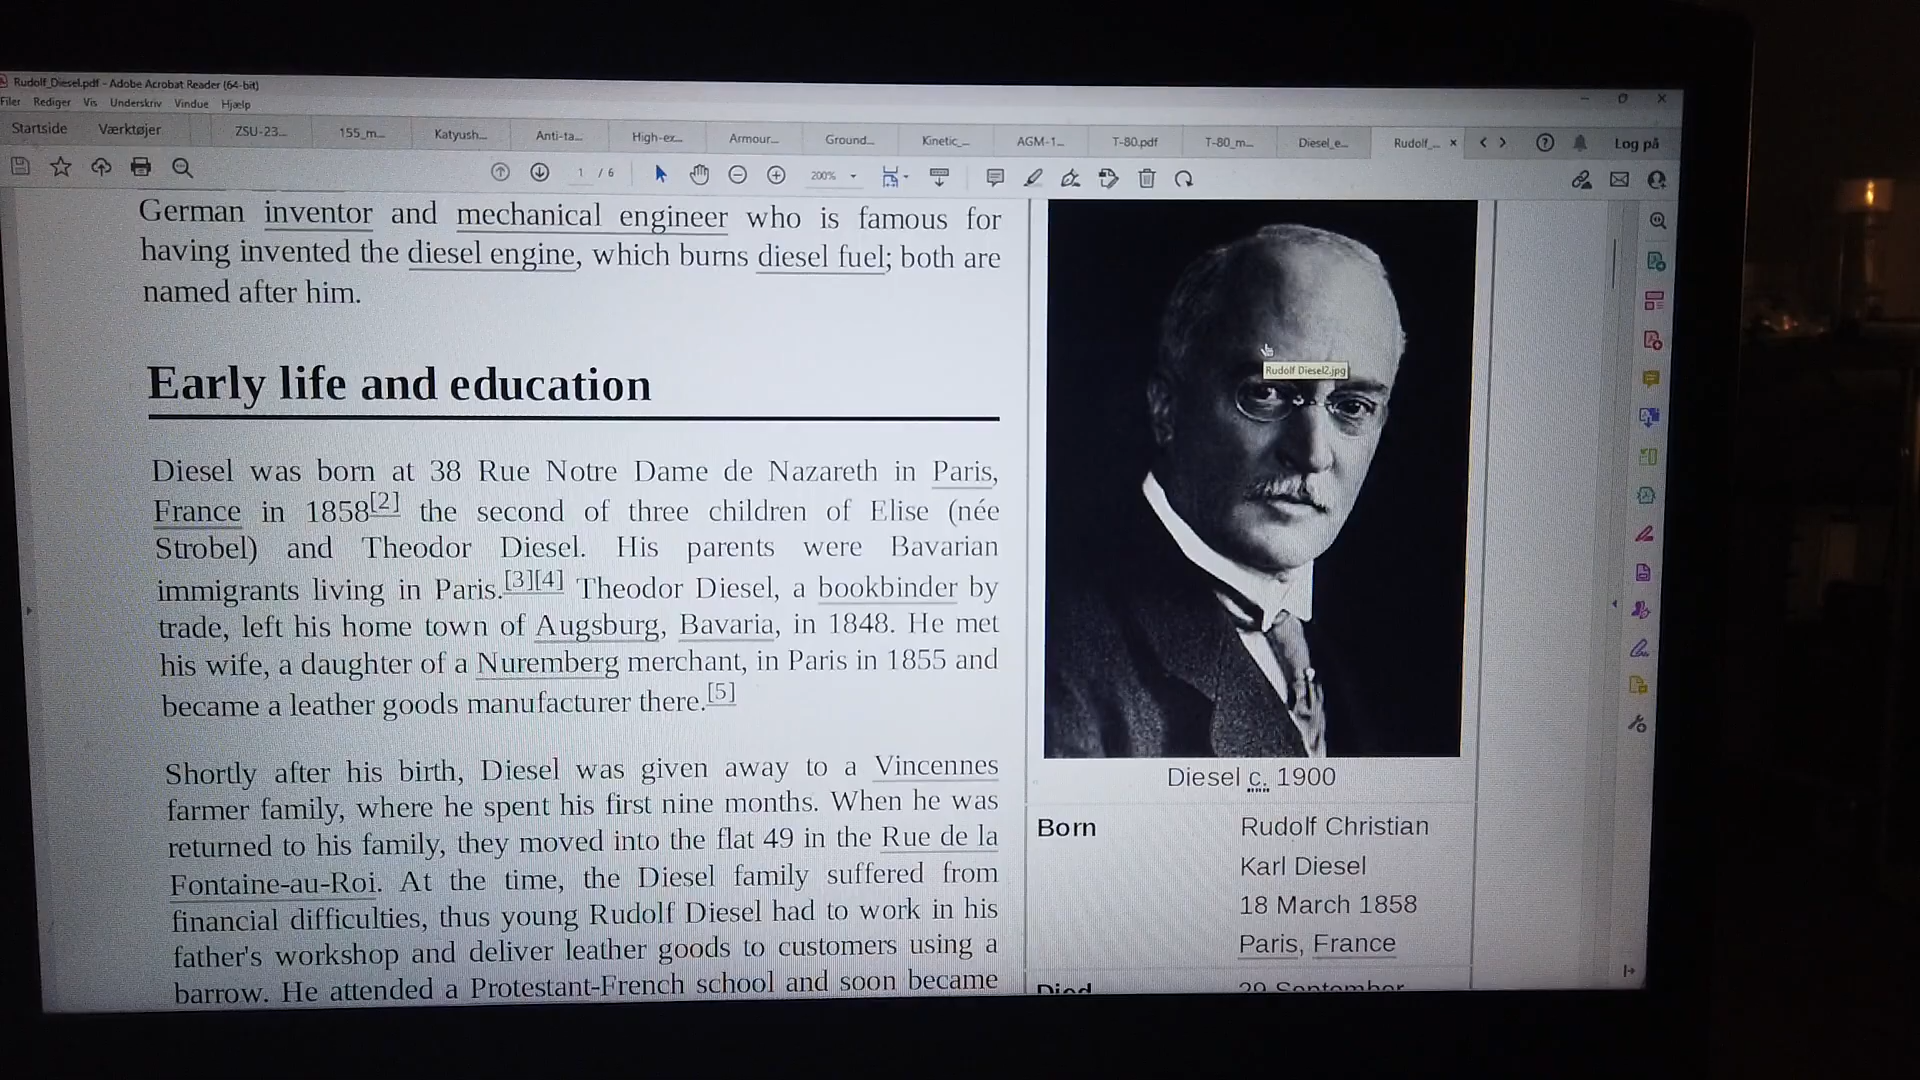 Rudolf_Diesel.pdf - Adobe Acrobat Reader (64-bit)
Filer Rediger Vis Underskriv Vindue Hjælp
Startside Værktøjer ZSU-23... 155_m... Katyush... Anti-ta... High-ex... Armour... Ground... Kinetic_... AGM-1... T-80.pdf T-80_m... Diesel_e... Rudolf_... × Log på
1 / 6 200%
German inventor and mechanical engineer who is famous for
having invented the diesel engine, which burns diesel fuel; both are
named after him.
Early life and education
Diesel was born at 38 Rue Notre Dame de Nazareth in Paris,
France in 1858[2] the second of three children of Elise (née
Strobel) and Theodor Diesel. His parents were Bavarian
immigrants living in Paris.[3][4] Theodor Diesel, a bookbinder by
trade, left his home town of Augsburg, Bavaria, in 1848. He met
his wife, a daughter of a Nuremberg merchant, in Paris in 1855 and
became a leather goods manufacturer there.[5]
Shortly after his birth, Diesel was given away to a Vincennes
farmer family, where he spent his first nine months. When he was
returned to his family, they moved into the flat 49 in the Rue de la
Fontaine-au-Roi. At the time, the Diesel family suffered from
financial difficulties, thus young Rudolf Diesel had to work in his
father's workshop and deliver leather goods to customers using a
barrow. He attended a Protestant-French school and soon became
Rudolf Diesel2.jpg
Diesel c. 1900
Born Rudolf Christian
Karl Diesel
18 March 1858
Paris, France
Died 29 September